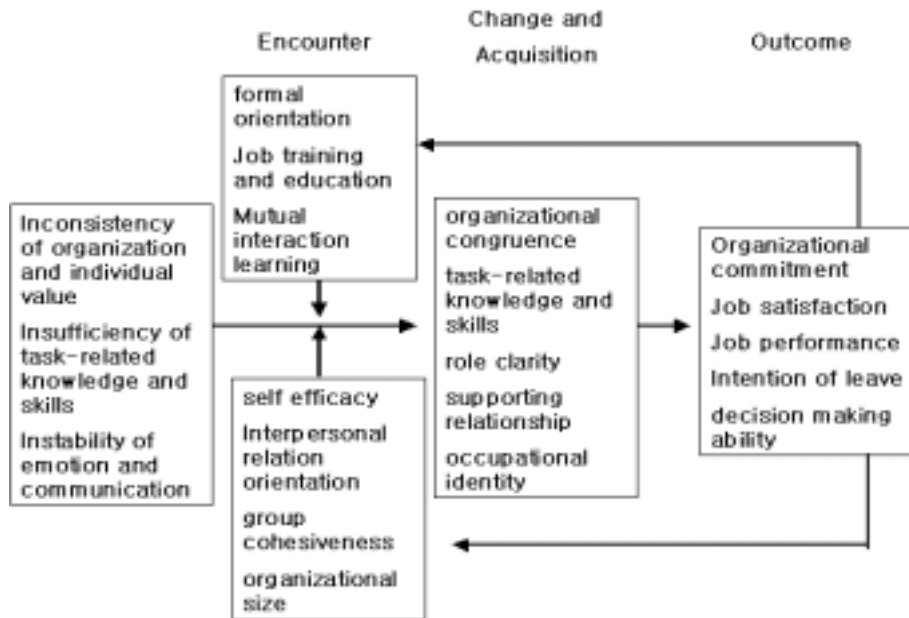 Encounter
Change and
Acquisition
Outcome
formal
orientation
Job training
and education
Mutual
interaction
learning
Inconsistency
of organization
and individual
value
Insufficiency of
task-related
knowledge and
skills
Instability of
emotion and
communication
self efficacy
Interpersonal
relation
orientation
group
cohesiveness
organizational
size
organizational
congruence
task-related
knowledge and
skills
role clarity
supporting
relationship
occupational
identity
Organizational
commitment
Job satisfaction
Job performance
Intention of leave
decision making
ability